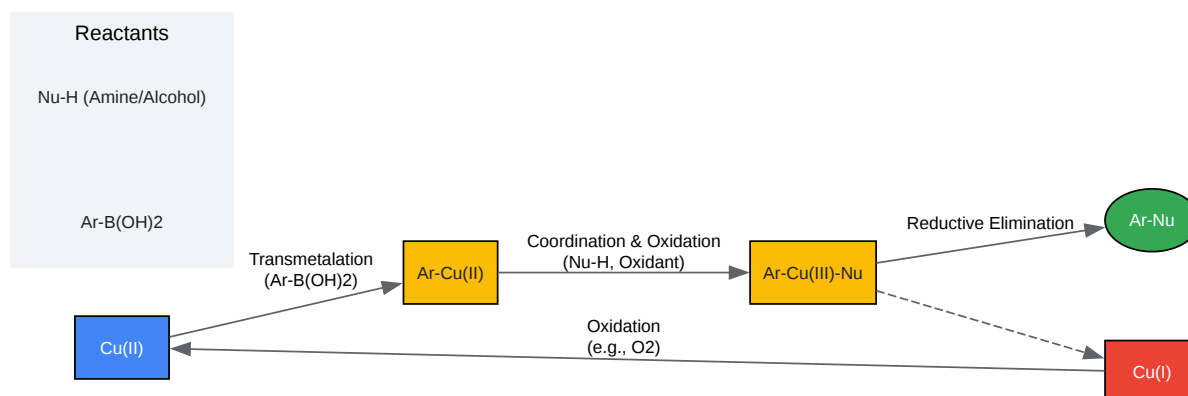 Reactants
Nu-H (Amine/Alcohol)
Ar-B(OH)2
Transmetalation
(Ar-B(OH)2)
Cu(II)
Ar-Cu(II)
Coordination & Oxidation
(Nu-H, Oxidant)
Ar-Cu(III)-Nu
Reductive Elimination
Ar-Nu
Oxidation
(e.g., O2)
Cu(I)